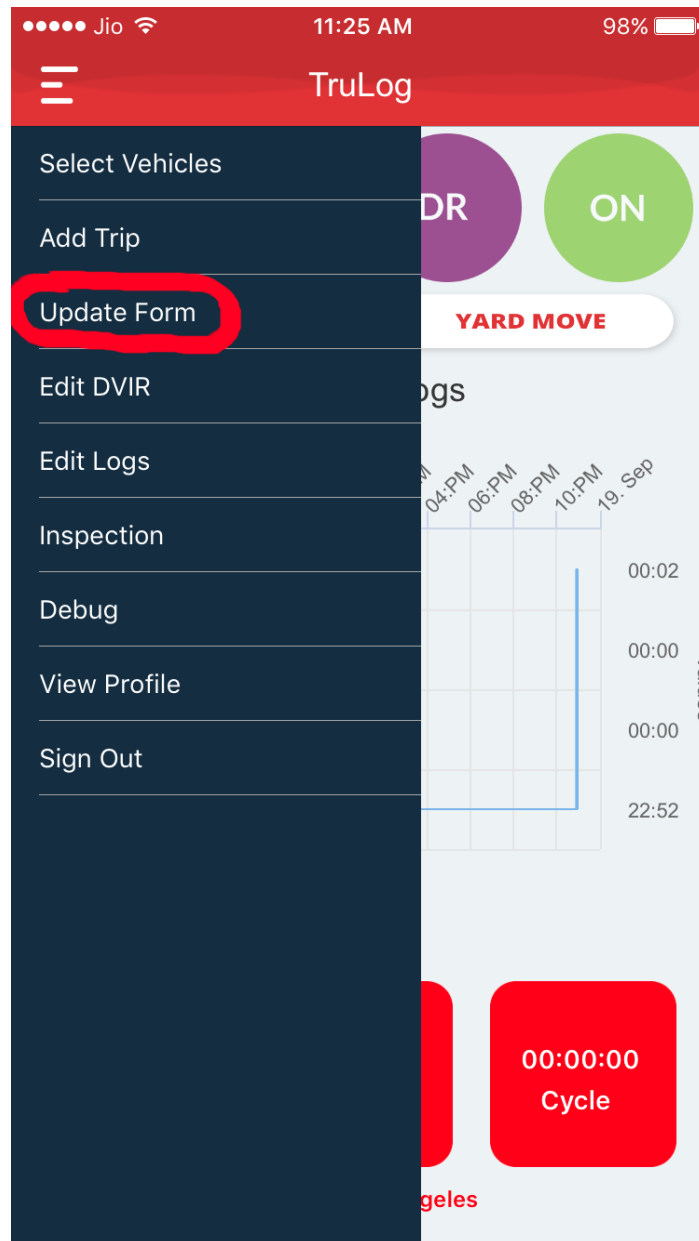 Jio 11:25 AM 98%
TruLog
Select Vehicles
Add Trip
Update Form
Edit DVIR
Edit Logs
Inspection
Debug
View Profile
Sign Out
DR
ON
YARD MOVE
ogs
04:PM 06:PM 08:PM 10:PM 19. Sep
00:02
00:00
00:00
22:52
00:00:00
Cycle
geles